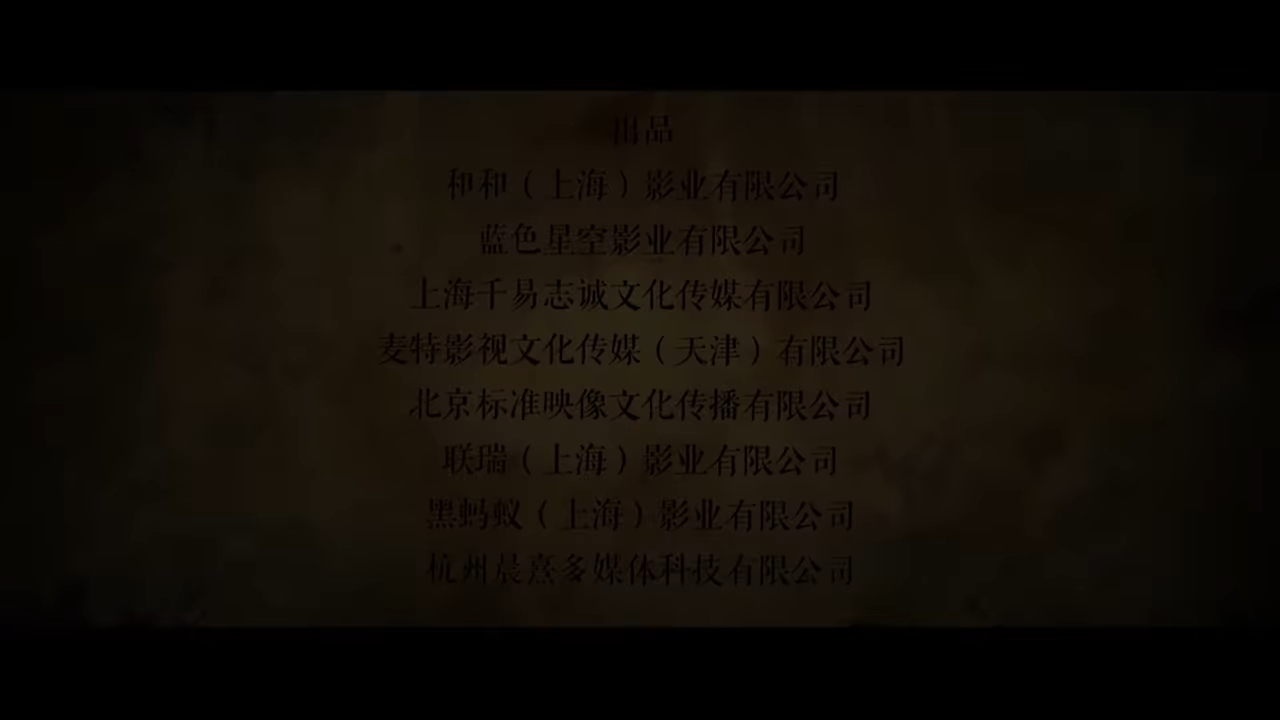 出品
和和（上海）影业有限公司
蓝色星空影业有限公司
上海千易志诚文化传媒有限公司
麦特影视文化传媒（天津）有限公司
北京标准映像文化传播有限公司
联瑞（上海）影业有限公司
黑蚂蚁（上海）影业有限公司
杭州晨熹多媒体科技有限公司